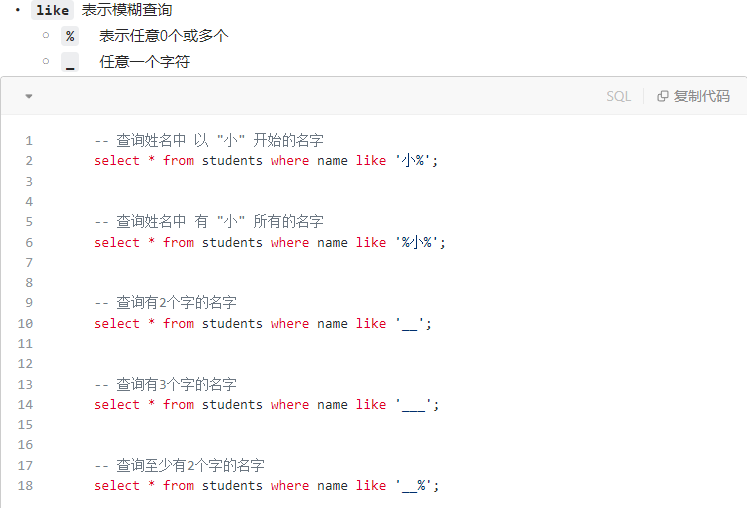 • like 表示模糊查询
○ % 表示任意0个或多个
○ _ 任意一个字符
SQL 复制代码
1 -- 查询姓名中 以 "小" 开始的名字
2 select * from students where name like '小%';
3
4
5 -- 查询姓名中 有 "小" 所有的名字
6 select * from students where name like '%小%';
7
8
9 -- 查询有2个字的名字
10 select * from students where name like '__';
11
12
13 -- 查询有3个字的名字
14 select * from students where name like '___';
15
16
17 -- 查询至少有2个字的名字
18 select * from students where name like '__%';